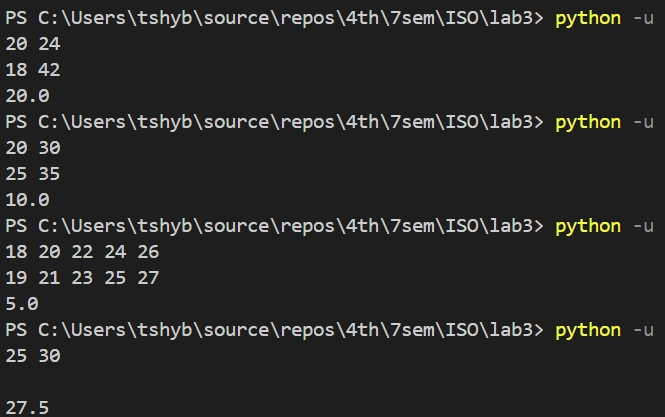 PS C:\Users\tshyb\source\repos\4th\7sem\ISO\lab3> python -u
20 24
18 42
20.0
PS C:\Users\tshyb\source\repos\4th\7sem\ISO\lab3> python -u
20 30
25 35
10.0
PS C:\Users\tshyb\source\repos\4th\7sem\ISO\lab3> python -u
18 20 22 24 26
19 21 23 25 27
5.0
PS C:\Users\tshyb\source\repos\4th\7sem\ISO\lab3> python -u
25 30
27.5